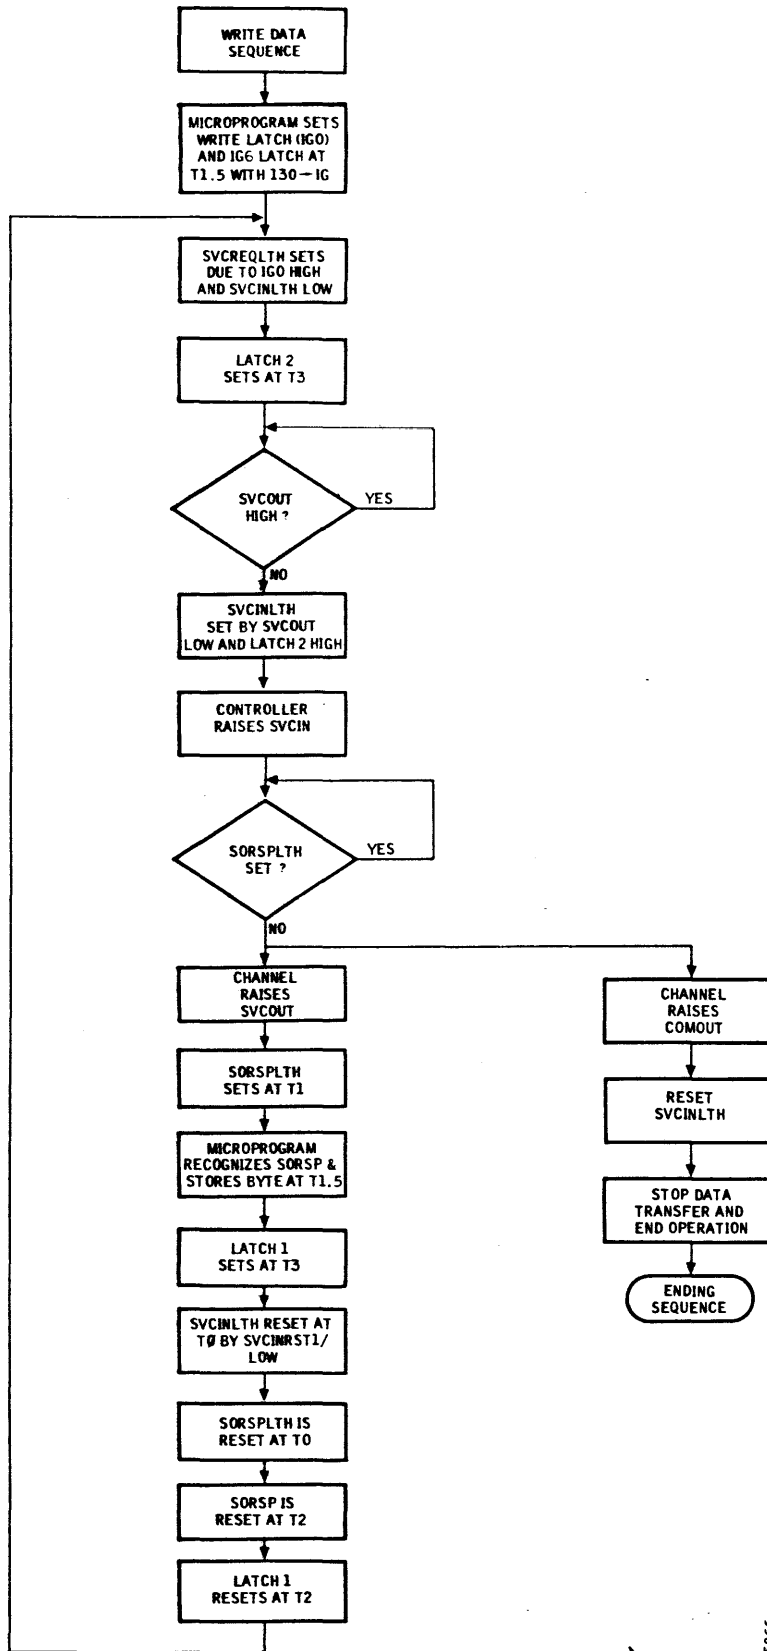 WRITE DATA
SEQUENCE
MICROPROGRAM SETS
WRITE LATCH (IG0)
AND IG6 LATCH AT
T1.5 WITH 130→IG
SVCREQLTH SETS
DUE TO IG0 HIGH
AND SVCINLTH LOW
LATCH 2
SETS AT T3
SVCOUT
HIGH ?
YES
NO
SVCINLTH
SET BY SVCOUT
LOW AND LATCH 2 HIGH
CONTROLLER
RAISES SVCIN
SORSPLTH
SET ?
YES
NO
CHANNEL
RAISES
SVCOUT
SORSPLTH
SETS AT T1
MICROPROGRAM
RECOGNIZES SORSP &
STORES BYTE AT T1.5
LATCH 1
SETS AT T3
SVCINLTH RESET AT
T0 BY SVCINRST1/
LOW
SORSPLTH IS
RESET AT T0
SORSP IS
RESET AT T2
LATCH 1
RESETS AT T2
CHANNEL
RAISES
COMOUT
RESET
SVCINLTH
STOP DATA
TRANSFER AND
END OPERATION
ENDING
SEQUENCE